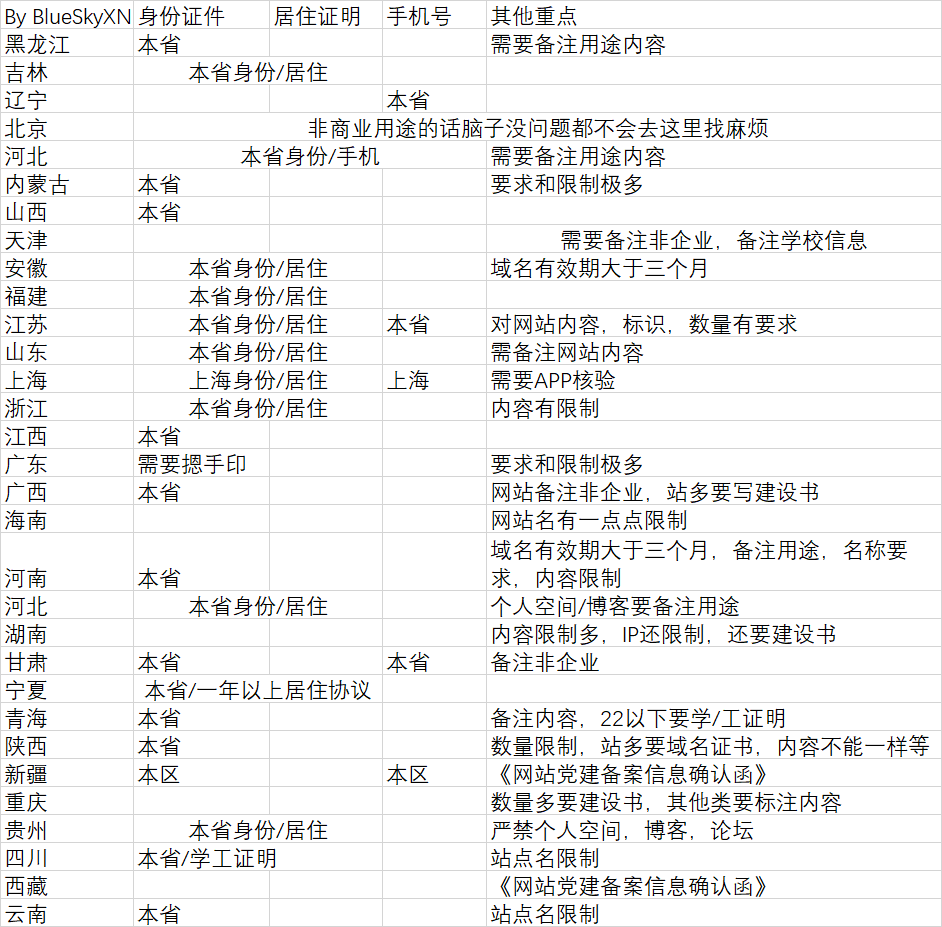 By BlueSkyXN 身份证件 居住证明 手机号 其他重点
黑龙江 本省 需要备注用途内容
吉林 本省身份/居住
辽宁 本省
北京 非商业用途的话脑子没问题都不会去这里找麻烦
河北 本省身份/手机 需要备注用途内容
内蒙古 本省 要求和限制极多
山西 本省
天津 需要备注非企业，备注学校信息
安徽 本省身份/居住 域名有效期大于三个月
福建 本省身份/居住
江苏 本省身份/居住 本省 对网站内容，标识，数量有要求
山东 本省身份/居住 需备注网站内容
上海 上海身份/居住 上海 需要APP核验
浙江 本省身份/居住 内容有限制
江西 本省
广东 需要摁手印 要求和限制极多
广西 本省 网站备注非企业，站多要写建设书
海南 网站名有一点点限制
域名有效期大于三个月，备注用途，名称要
河南 本省 求，内容限制
河北 本省身份/居住 个人空间/博客要备注用途
湖南 内容限制多，IP还限制，还要建设书
甘肃 本省 本省 备注非企业
宁夏 本省/一年以上居住协议
青海 本省 备注内容，22以下要学/工证明
陕西 本省 数量限制，站多要域名证书，内容不能一样等
新疆 本区 本区 《网站党建备案信息确认函》
重庆 数量多要建设书，其他类要标注内容
贵州 本省身份/居住 严禁个人空间，博客，论坛
四川 本省/学工证明 站点名限制
西藏 《网站党建备案信息确认函》
云南 本省 站点名限制